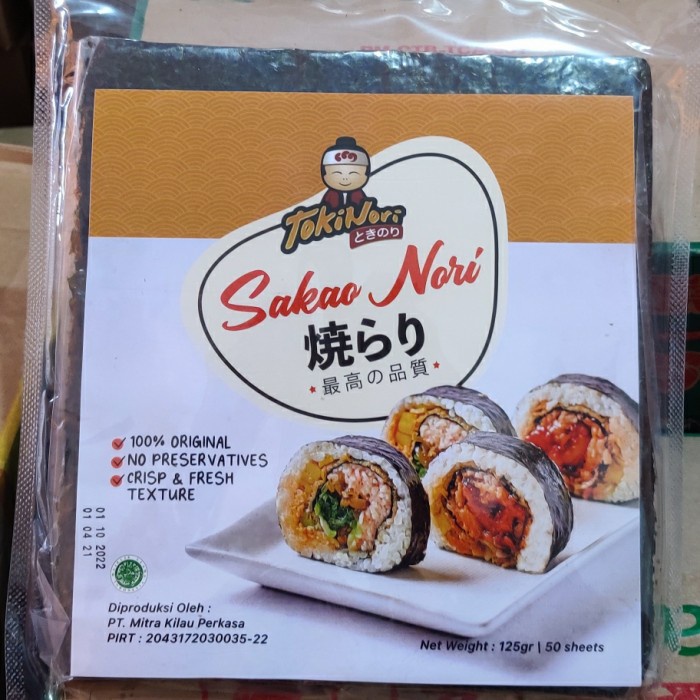 TokiNori
ときのり
Sakao Nori
焼らり
最高の品質
100% ORIGINAL
NO PRESERVATIVES
CRISP & FRESH
TEXTURE
01 10 2022
01 04 21
Diproduksi Oleh :
PT. Mitra Kilau Perkasa
PIRT : 2043172030035-22
Net Weight : 125gr | 50 sheets